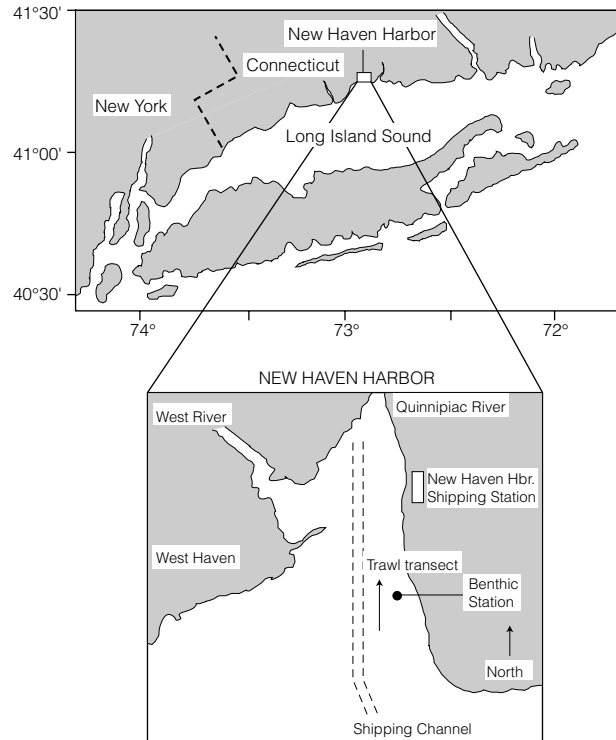 41°30'
New Haven Harbor
Connecticut
New York
Long Island Sound
41°00'
40°30'
74°
73°
72°
NEW HAVEN HARBOR
West River
Quinnipiac River
New Haven Hbr.
Shipping Station
West Haven
Trawl transect
Benthic
Station
North
Shipping Channel